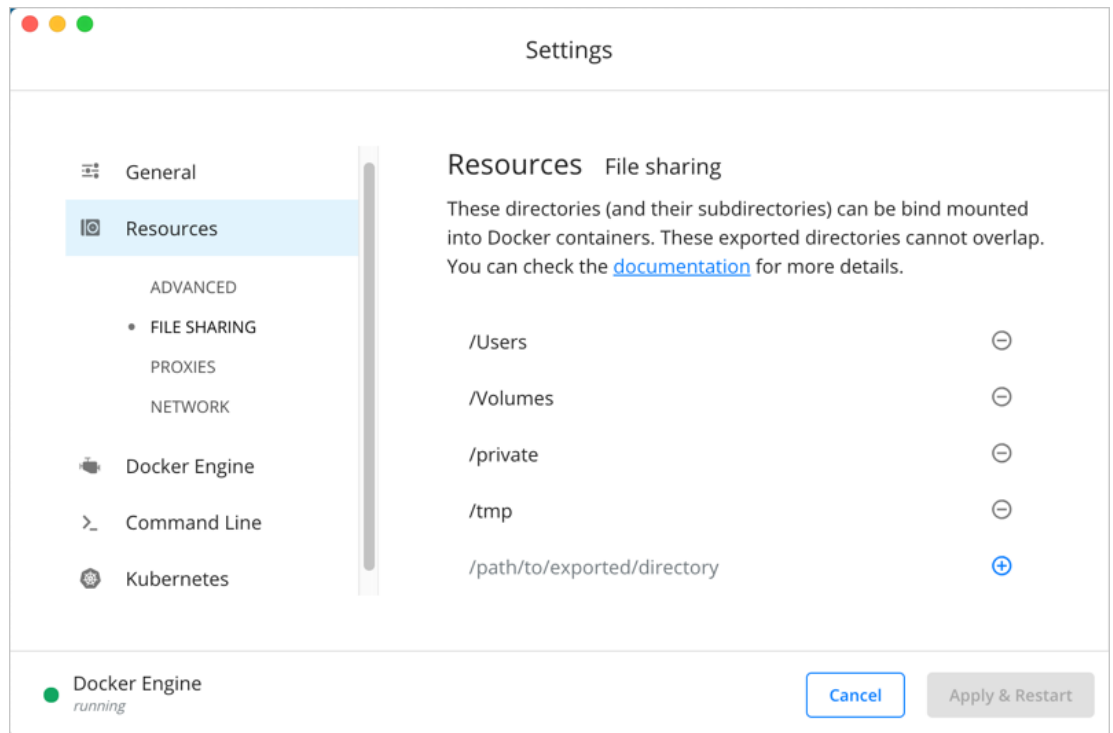 Settings
General
Resources
ADVANCED
FILE SHARING
PROXIES
NETWORK
Docker Engine
Command Line
Kubernetes
Resources File sharing
These directories (and their subdirectories) can be bind mounted
into Docker containers. These exported directories cannot overlap.
You can check the documentation for more details.
/Users
/Volumes
/private
/tmp
/path/to/exported/directory
Docker Engine
running
Cancel
Apply & Restart